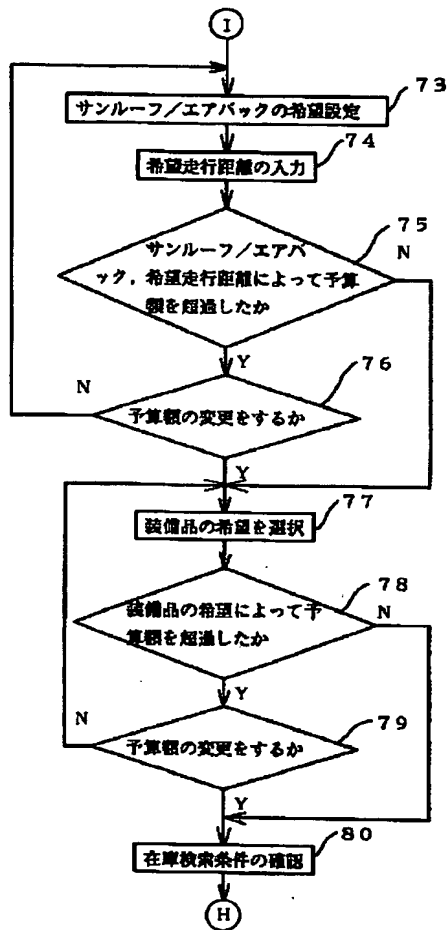 I
73
サンルーフ/エアバックの希望設定
74
希望走行距離の入力
75
サンルーフ/エアバ
ック,希望走行距離によって予算
額を超過したか
N
Y
76
N
予算額の変更をするか
Y
77
装備品の希望を選択
78
装備品の希望によって予
算額を超過したか
N
Y
79
N
予算額の変更をするか
Y
80
在庫検索条件の確認
H